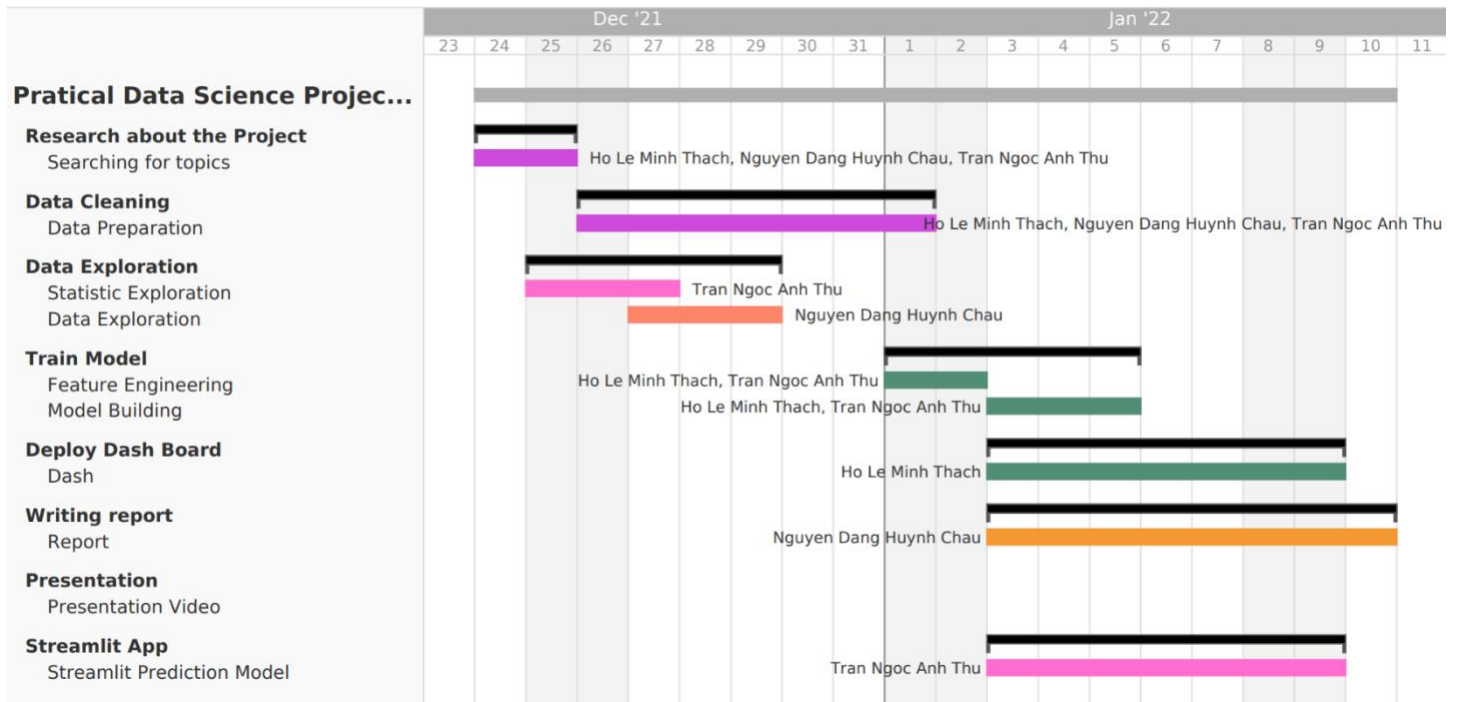 Dec '21 Jan '22
23 24 25 26 27 28 29 30 31 1 2 3 4 5 6 7 8 9 10 11
Pratical Data Science Projec...
Research about the Project
Searching for topics Ho Le Minh Thach, Nguyen Dang Huynh Chau, Tran Ngoc Anh Thu
Data Cleaning
Data Preparation Ho Le Minh Thach, Nguyen Dang Huynh Chau, Tran Ngoc Anh Thu
Data Exploration
Statistic Exploration Tran Ngoc Anh Thu
Data Exploration Nguyen Dang Huynh Chau
Train Model
Feature Engineering Ho Le Minh Thach, Tran Ngoc Anh Thu
Model Building Ho Le Minh Thach, Tran Ngoc Anh Thu
Deploy Dash Board
Dash Ho Le Minh Thach
Writing report
Report Nguyen Dang Huynh Chau
Presentation
Presentation Video
Streamlit App
Streamlit Prediction Model Tran Ngoc Anh Thu